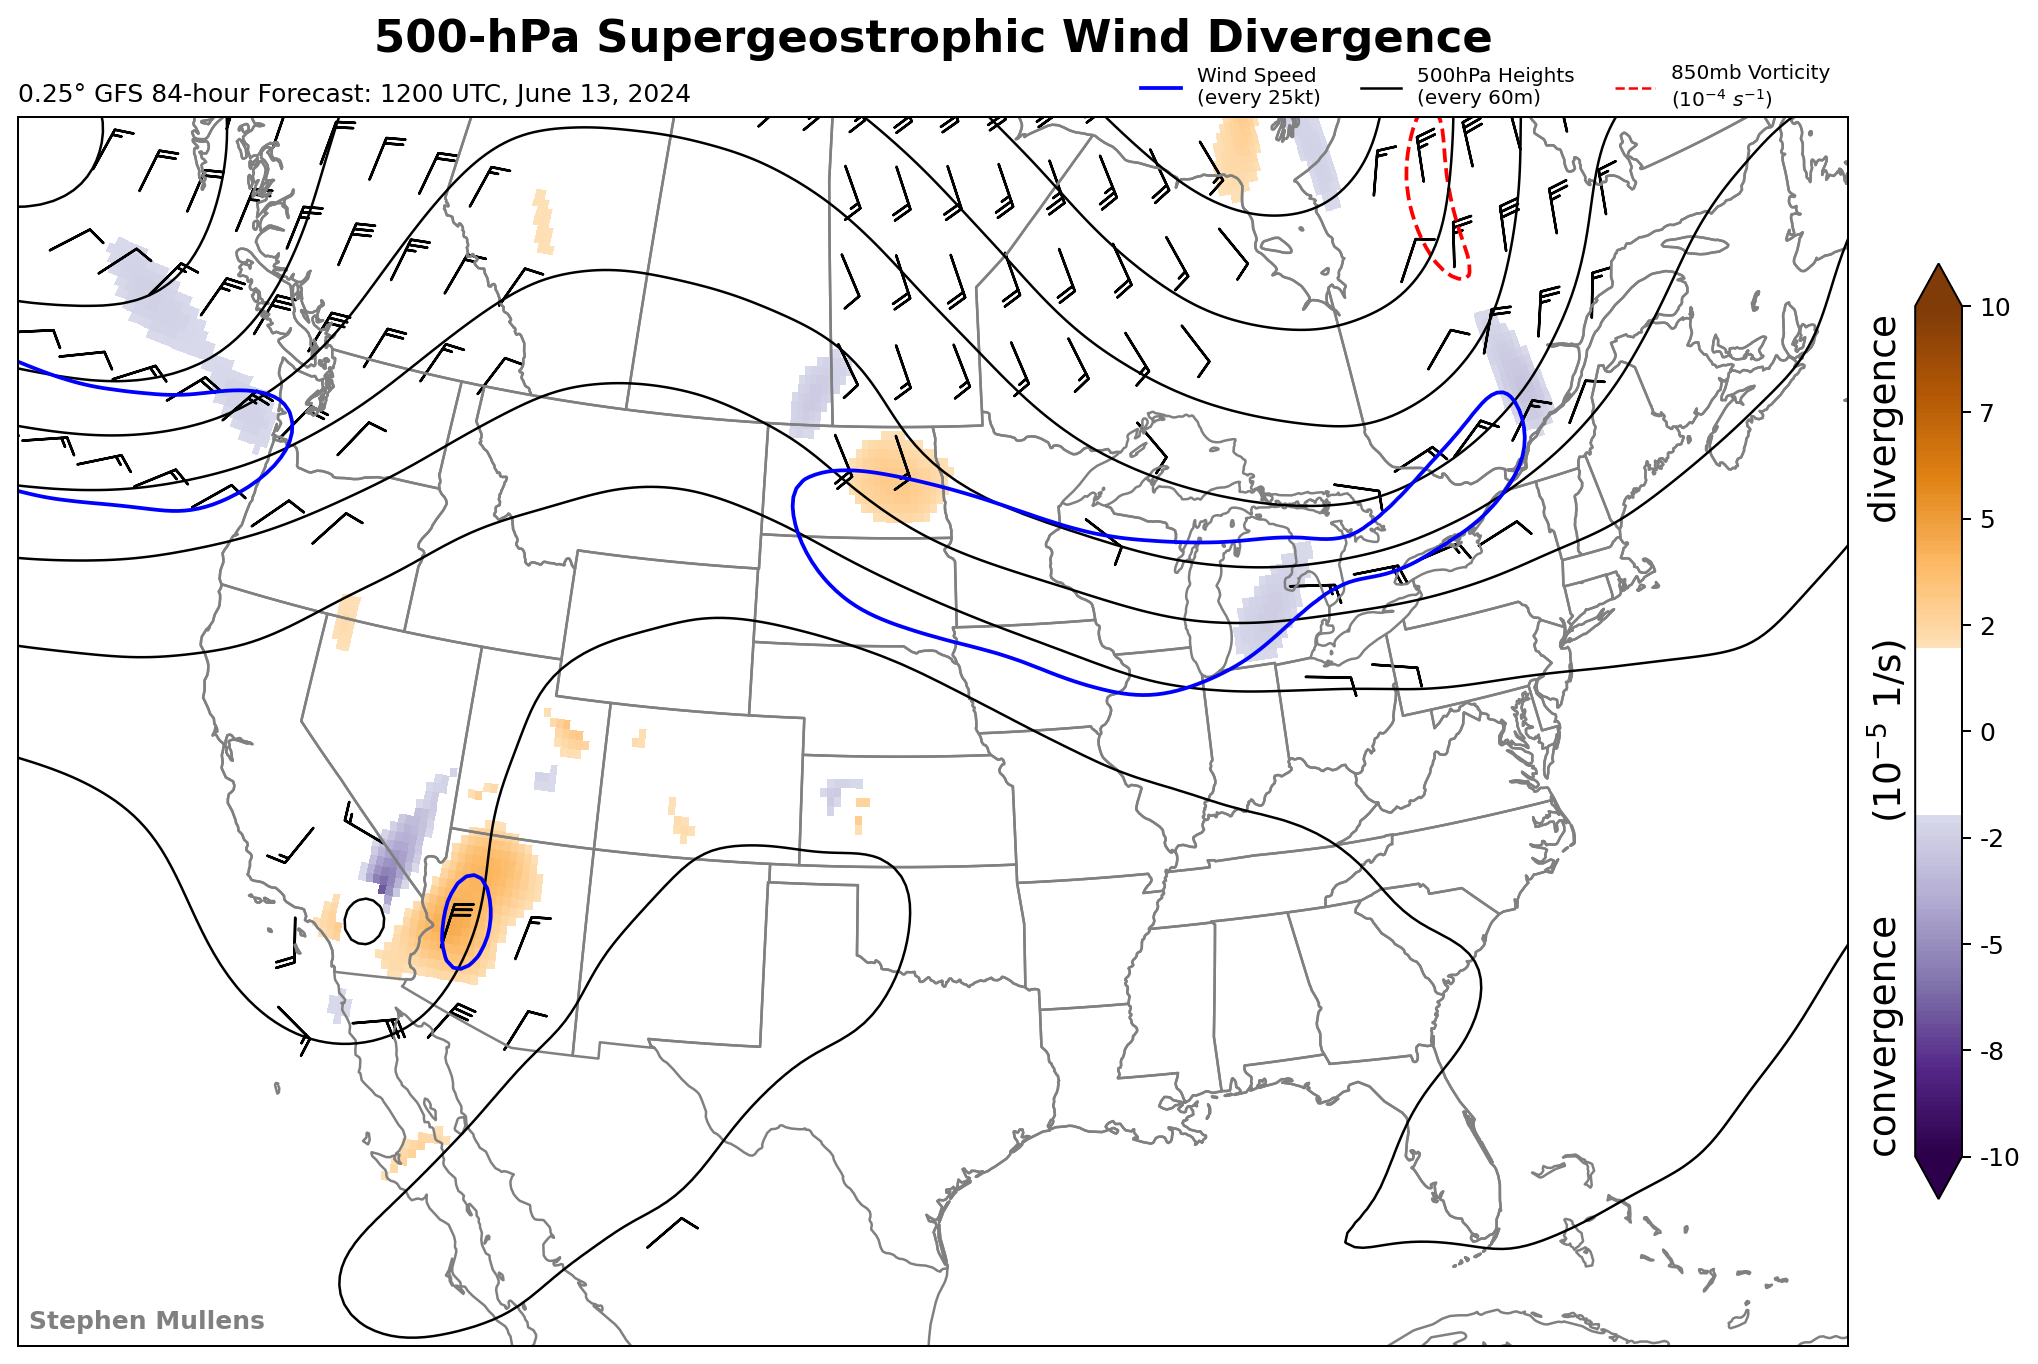 500-hPa Supergeostrophic Wind Divergence
0.25° GFS 84-hour Forecast: 1200 UTC, June 13, 2024
Wind Speed
(every 25kt)
500hPa Heights
(every 60m)
850mb Vorticity
(10⁻⁴ s⁻¹)
10
7
5
2
0
-2
-5
-8
-10
convergence (10⁻⁵ 1/s) divergence
Stephen Mullens